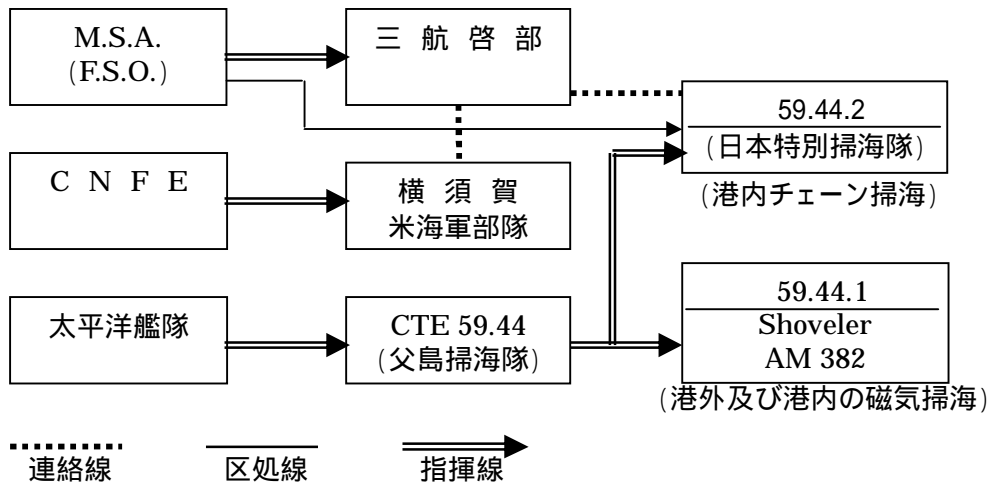 M.S.A.
(F.S.O.)
三 航 啓 部
59.44.2
(日本特別掃海隊)
(港内チェーン掃海)
C N F E
横 須 賀
米海軍部隊
太平洋艦隊
CTE 59.44
(父島掃海隊)
59.44.1
Shoveler
AM 382
(港外及び港内の磁気掃海)
連絡線
区処線
指揮線